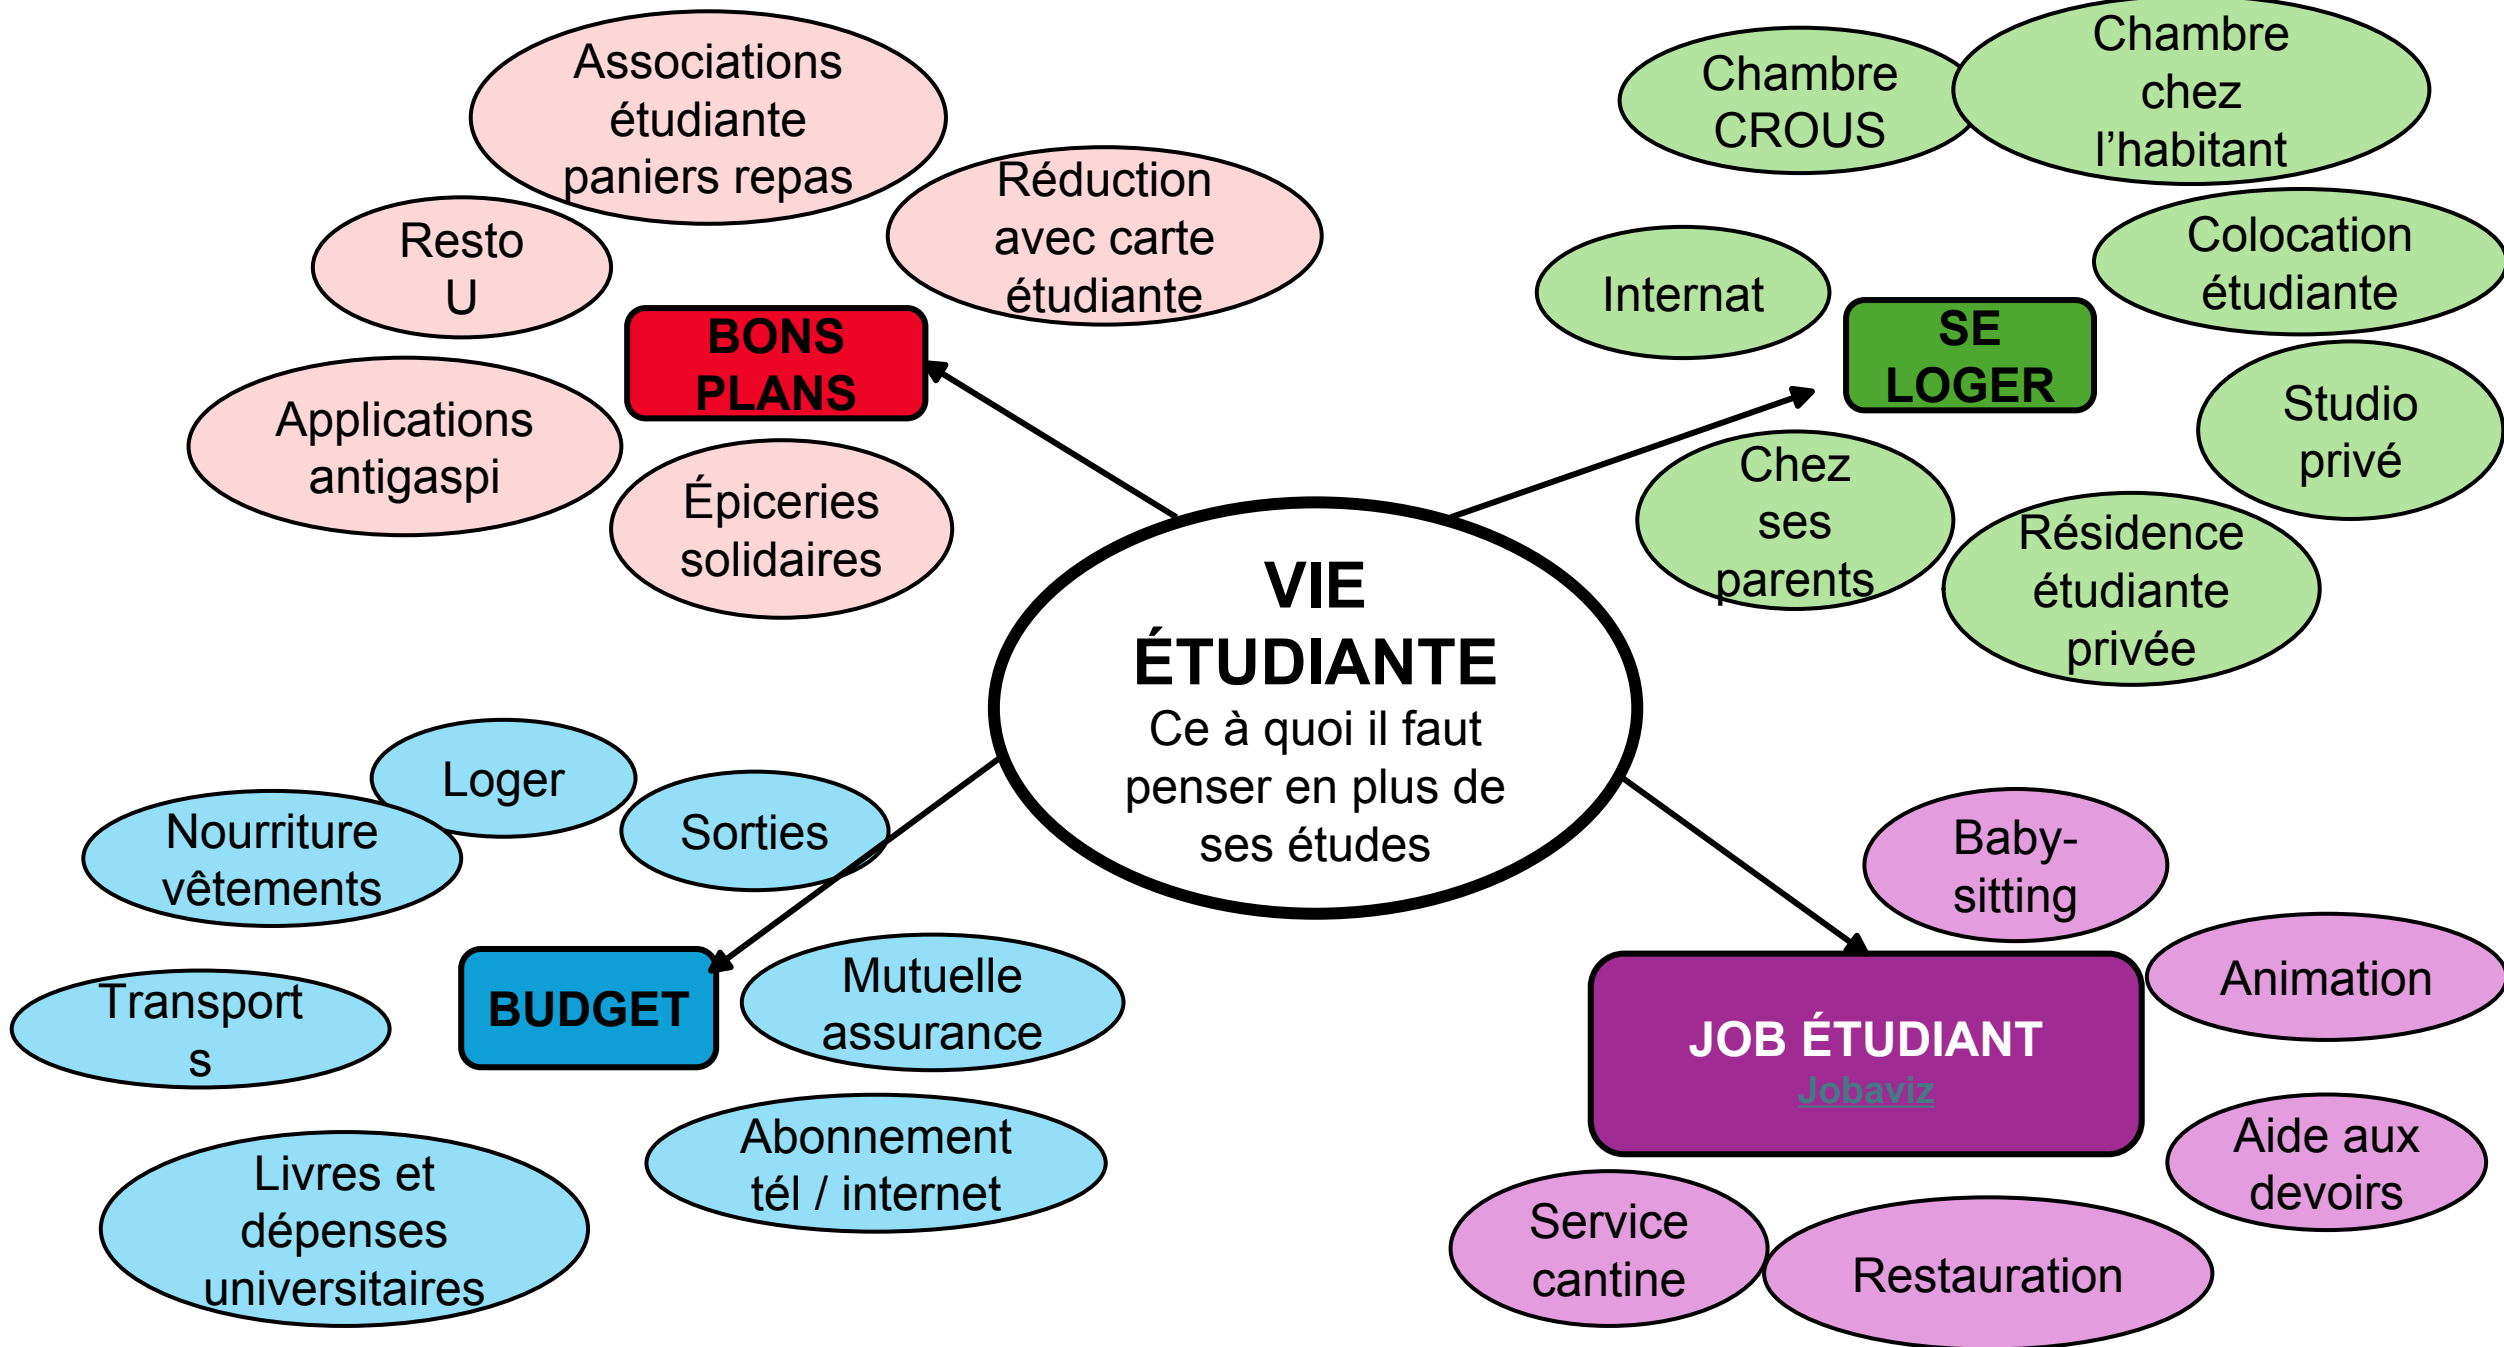 Associations
étudiante
paniers repas
Réduction
avec carte
étudiante
Resto
U
BONS
PLANS
Applications
antigaspi
Épiceries
solidaires
Chambre
CROUS
Chambre
chez
l'habitant
Internat
Colocation
étudiante
SE
LOGER
Studio
privé
Chez
ses
parents
Résidence
étudiante
privée
VIE
ÉTUDIANTE
Ce à quoi il faut
penser en plus de
ses études
Loger
Sorties
Nourriture
vêtements
Transport
s
BUDGET
Mutuelle
assurance
Abonnement
tél / internet
Livres et
dépenses
universitaires
Baby-
sitting
Animation
JOB ÉTUDIANT
Jobaviz
Aide aux
devoirs
Service
cantine
Restauration